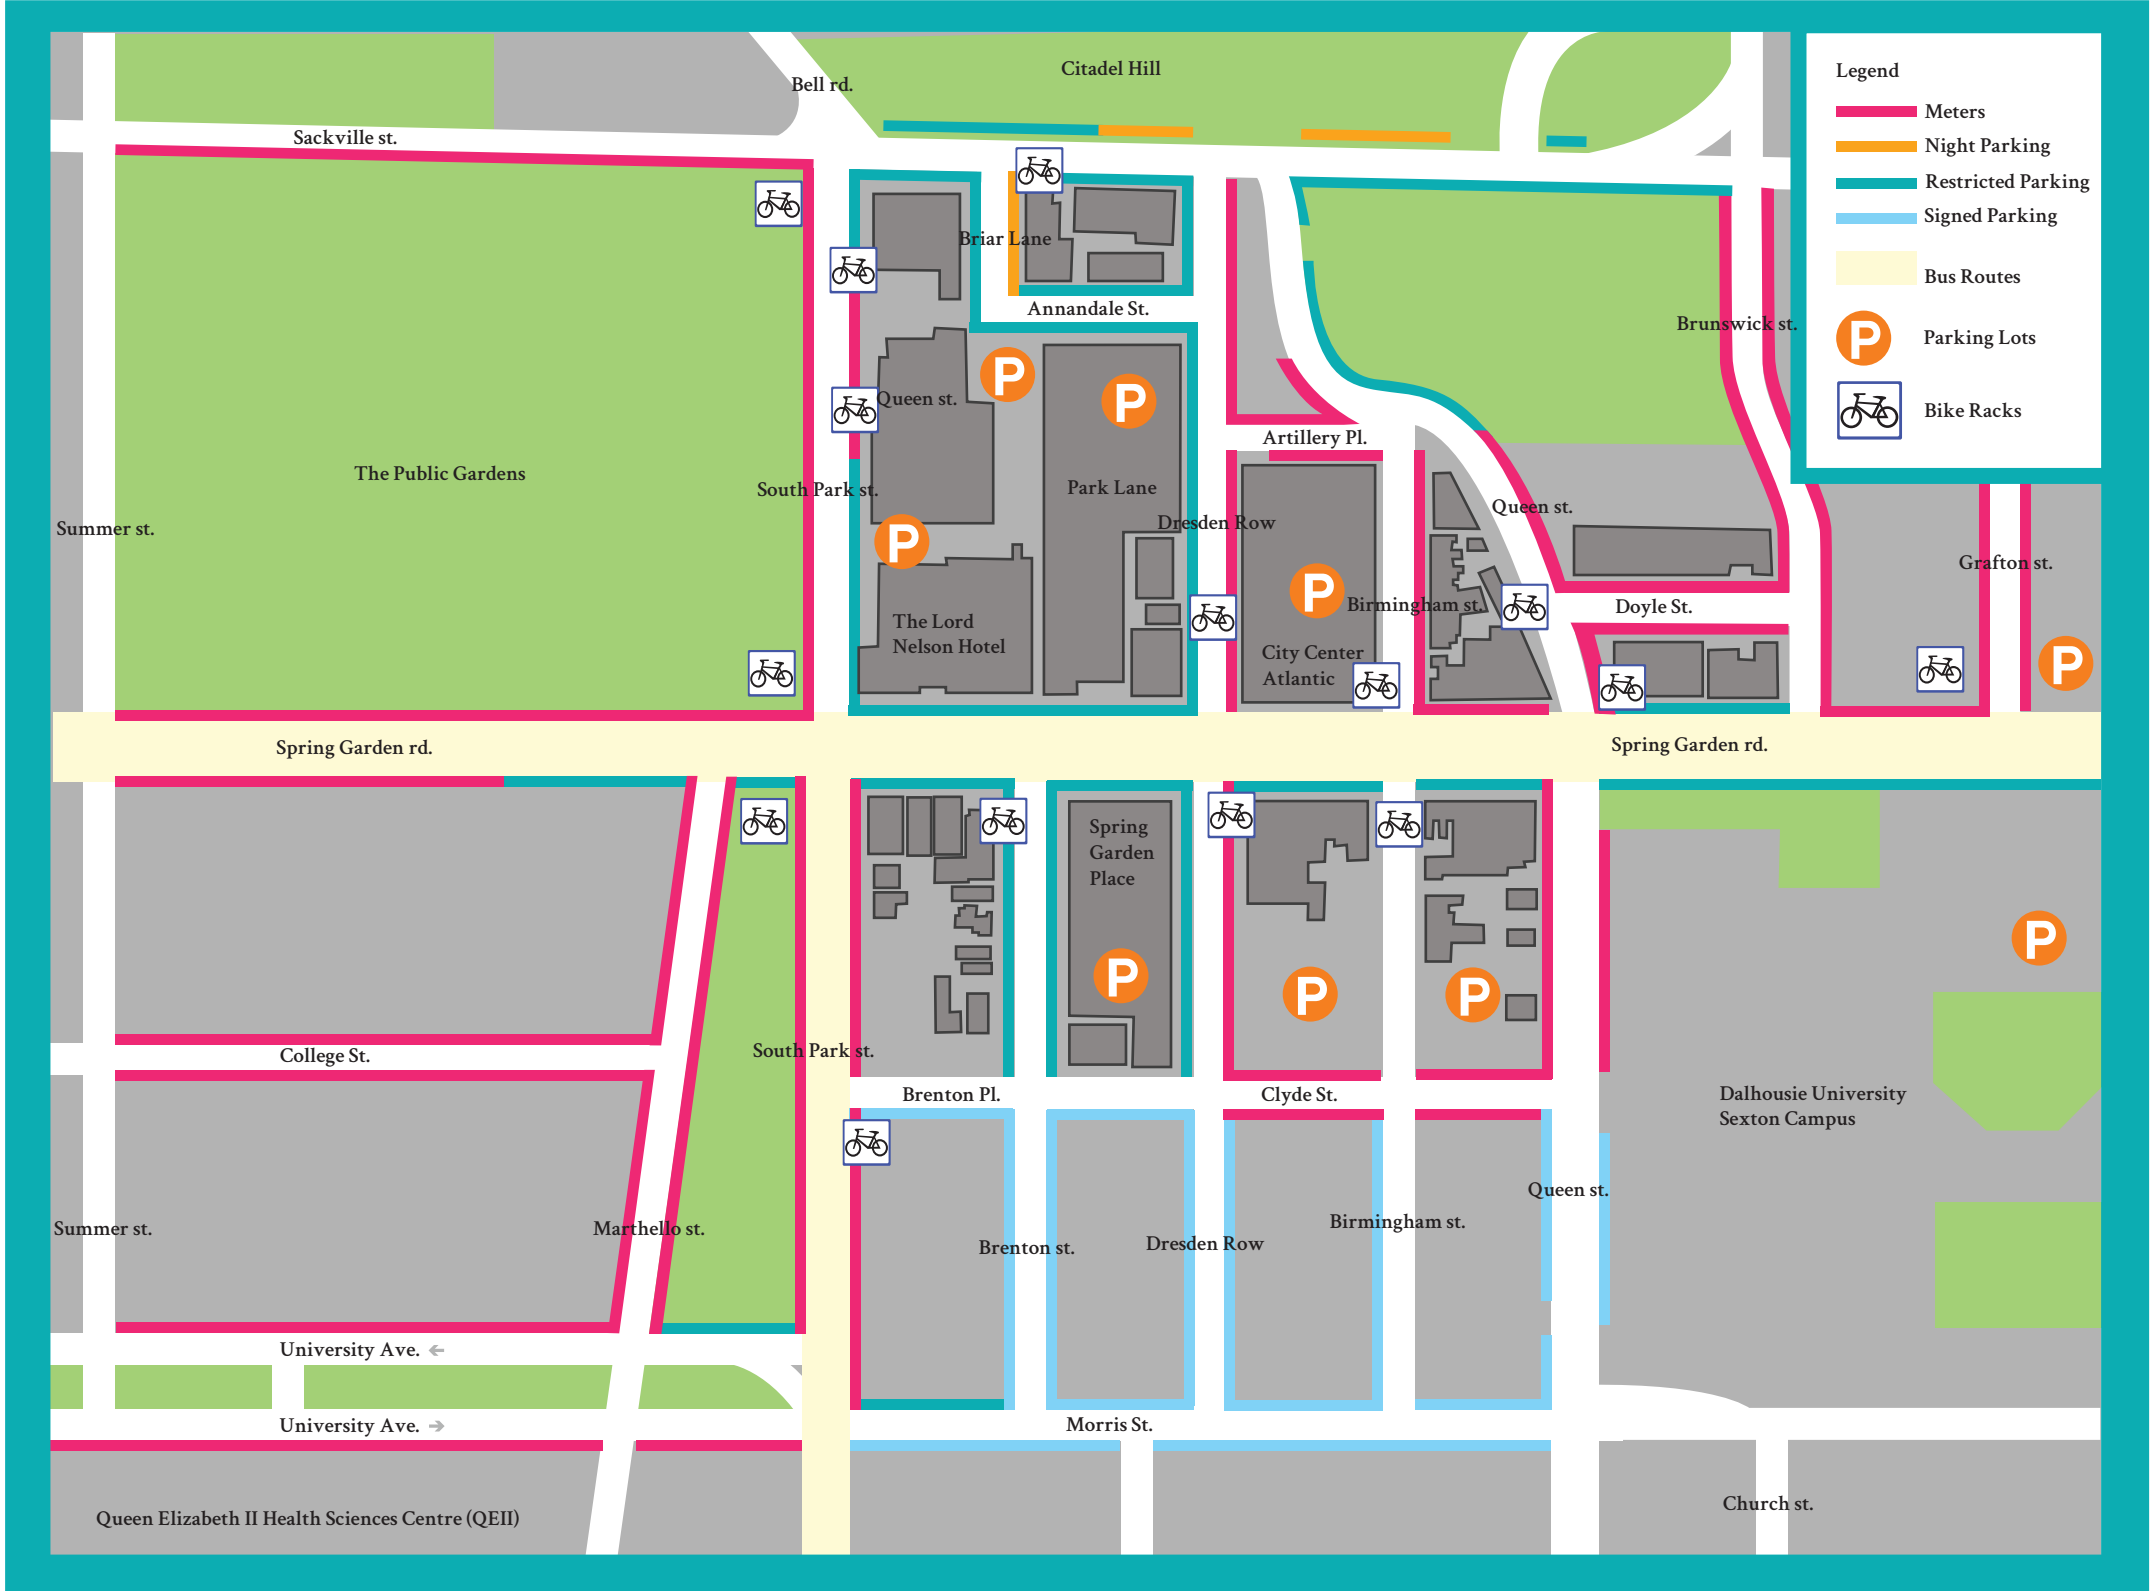 Citadel Hill
Bell rd.
Sackville st.
Briar Lane
Annandale St.
Queen st.
The Public Gardens
South Park st.
Park Lane
Dresden Row
Summer st.
P
P
P
P
P
Artillery Pl.
Queen st.
Brunswick st.
Grafton st.
Birmingham st.
Doyle St.
The Lord
Nelson Hotel
City Center
Atlantic
Legend
Meters
Night Parking
Restricted Parking
Signed Parking
Bus Routes
P
Parking Lots
Bike Racks
Spring Garden rd.
Spring Garden rd.
Spring
Garden
Place
P
P
P
P
College St.
South Park st.
Brenton Pl.
Clyde St.
Dalhousie University
Sexton Campus
Queen st.
Summer st.
Marthello st.
Brenton st.
Dresden Row
Birmingham st.
University Ave. ←
University Ave. →
Morris St.
Queen Elizabeth II Health Sciences Centre (QEII)
Church st.